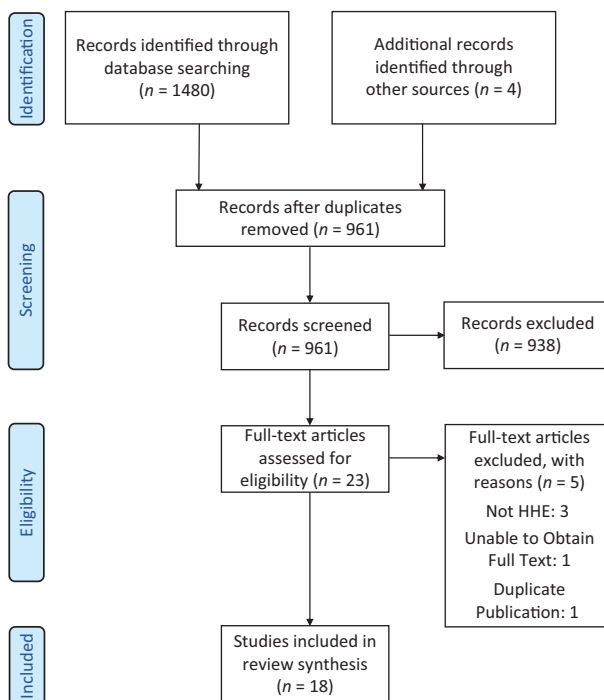 Identification
Records identified through
database searching
(n = 1480)
Additional records
identified through
other sources (n = 4)
Screening
Records after duplicates
removed (n = 961)
Records screened
(n = 961)
Records excluded
(n = 938)
Eligibility
Full-text articles
assessed for
eligibility (n = 23)
Full-text articles
excluded, with
reasons (n = 5)
Not HHE: 3
Unable to Obtain
Full Text: 1
Duplicate
Publication: 1
Included
Studies included in
review synthesis
(n = 18)